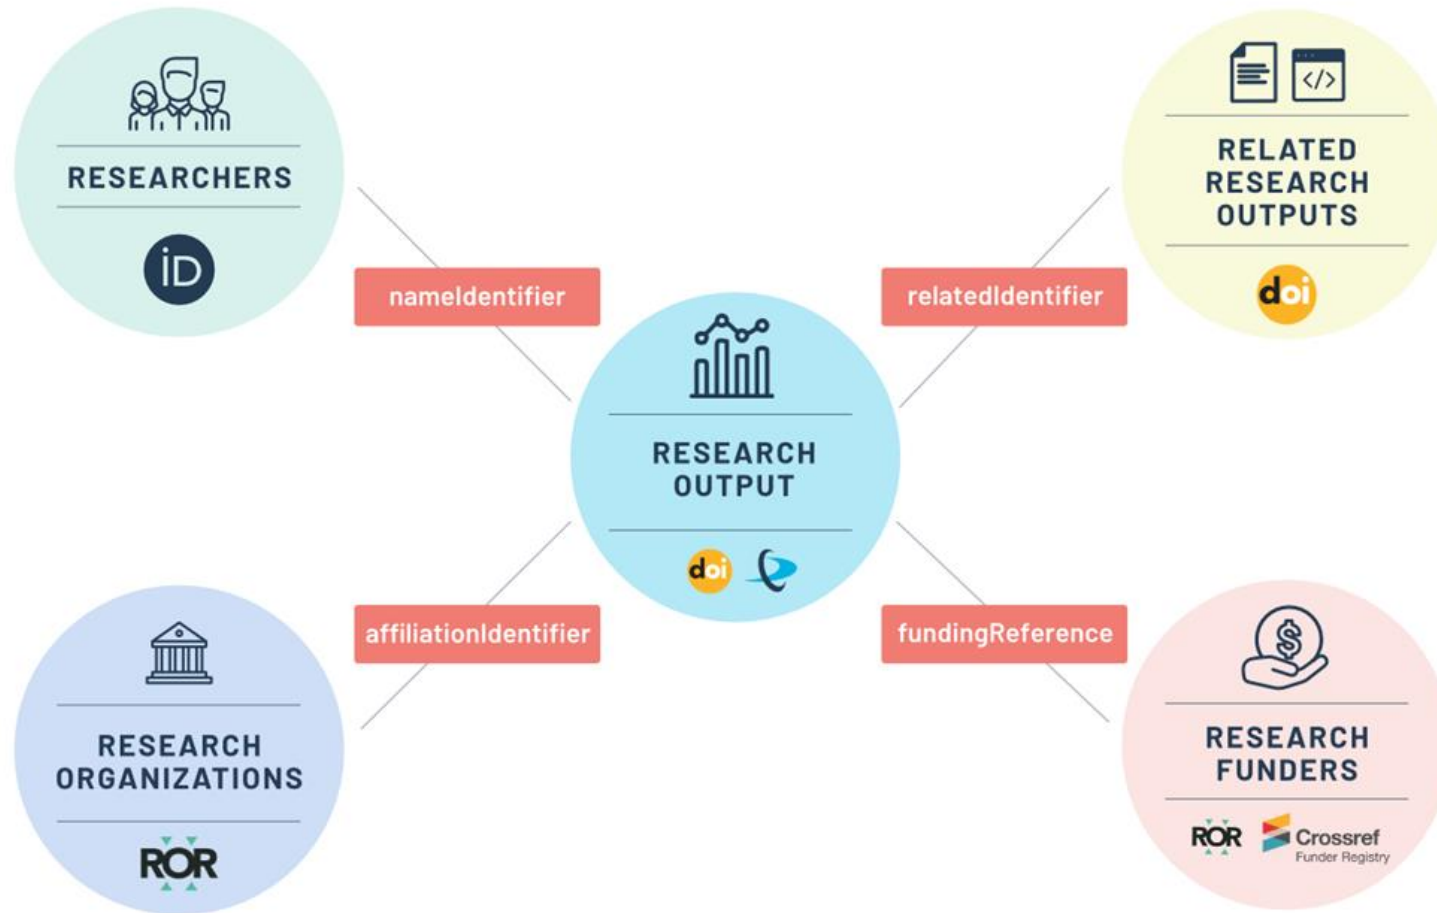 RESEARCHERS
iD
nameIdentifier
</>
RELATED
RESEARCH
OUTPUTS
doi
relatedIdentifier
RESEARCH
OUTPUT
doi
affiliationIdentifier
RESEARCH
ORGANIZATIONS
ROR
fundingReference
$
RESEARCH
FUNDERS
ROR
Crossref
Funder Registry